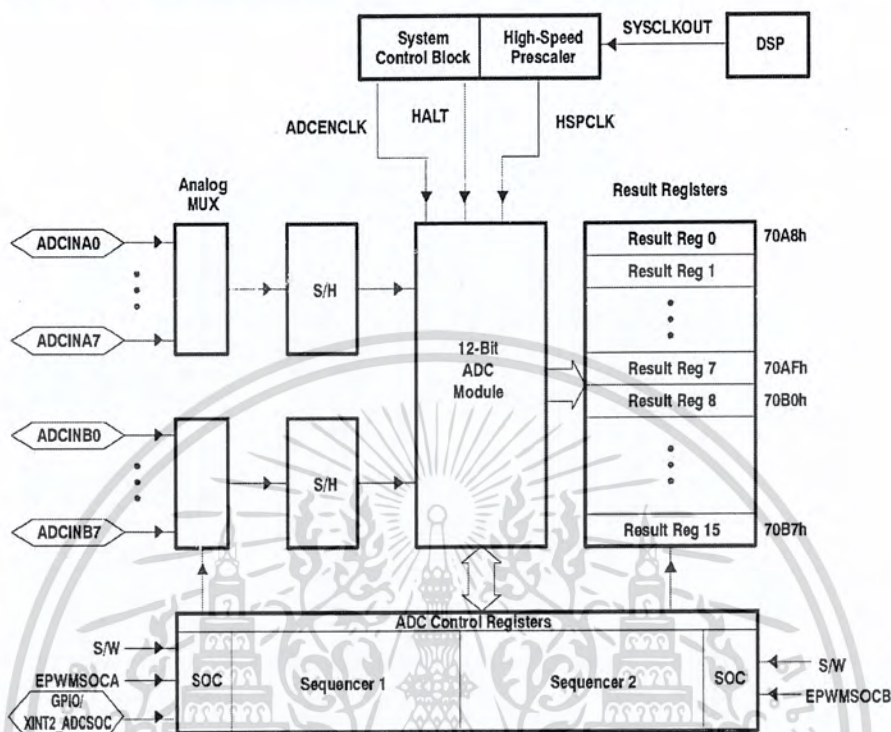 SYSCLKOUT
System
Control Block
High-Speed
Prescaler
DSP
ADCENCLK
HALT
HSPCLK
Analog
MUX
Result Registers
ADCINA0
ADCINA7
S/H
12-Bit
ADC
Module
Result Reg 0
70A8h
Result Reg 1
Result Reg 7
70AFh
Result Reg 8
70B0h
ADCINB0
ADCINB7
S/H
Result Reg 15
70B7h
ADC Control Registers
S/W
EPWMSOCA
GPIO/
XINT2_ADCSOC
SOC
Sequencer 1
Sequencer 2
SOC
S/W
EPWMSOCB